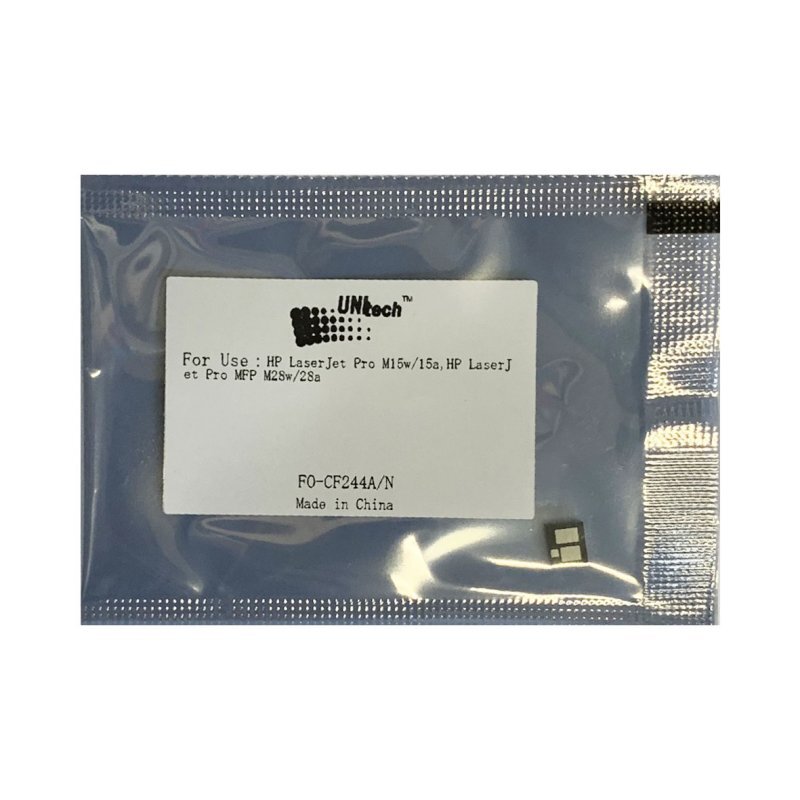 UNItech™
For Use : HP LaserJet Pro M15w/15a,HP LaserJ
et Pro MFP M28w/28a
FO-CF244A/N
Made in China